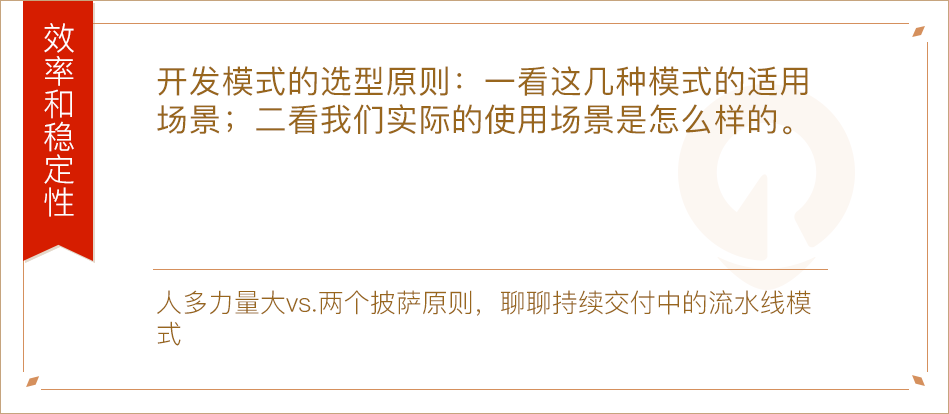 效率和稳定性
开发模式的选型原则：一看这几种模式的适用
场景；二看我们实际的使用场景是怎么样的。
人多力量大vs.两个披萨原则，聊聊持续交付中的流水线模
式